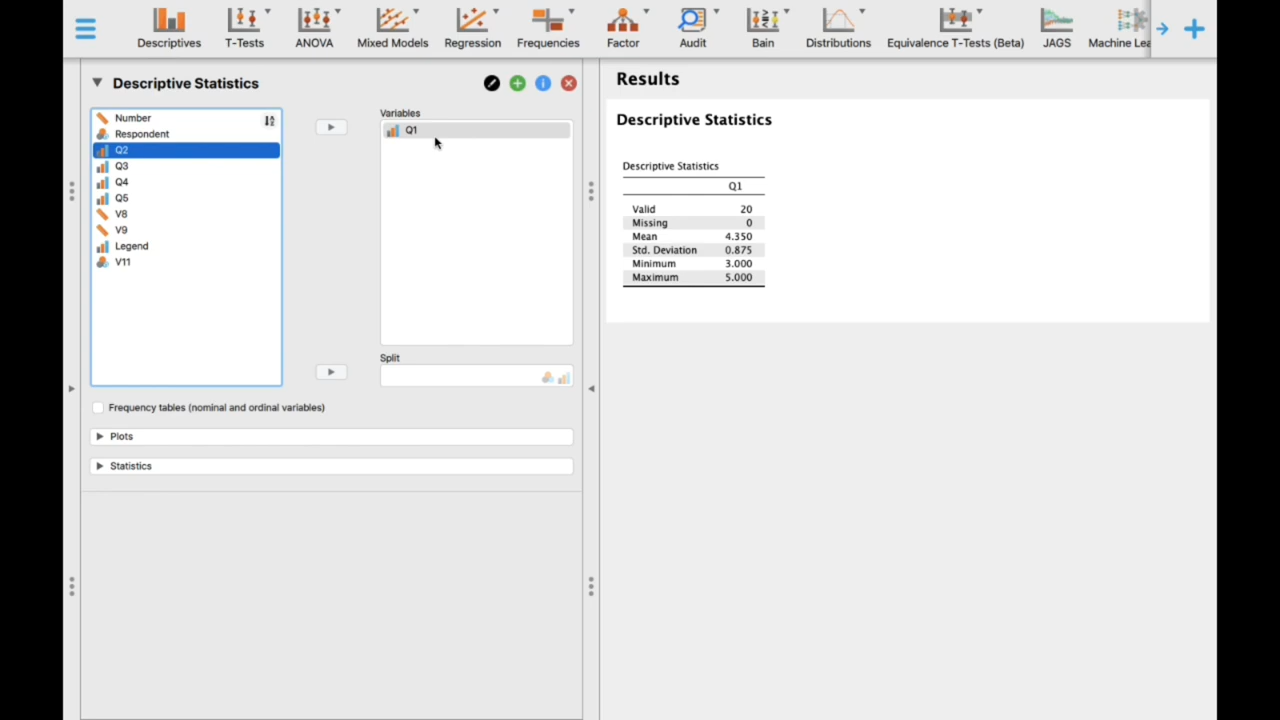 Descriptives
T-Tests
ANOVA
Mixed Models
Regression
Frequencies
Factor
Audit
Bain
Distributions
Equivalence T-Tests (Beta)
JAGS
Machine Lea
Descriptive Statistics
Number
Respondent
Q2
Q3
Q4
Q5
V8
V9
Legend
V11
Variables
Q1
Split
Frequency tables (nominal and ordinal variables)
Plots
Statistics
Results
Descriptive Statistics
Descriptive Statistics
Q1
Valid 20
Missing 0
Mean 4.350
Std. Deviation 0.875
Minimum 3.000
Maximum 5.000